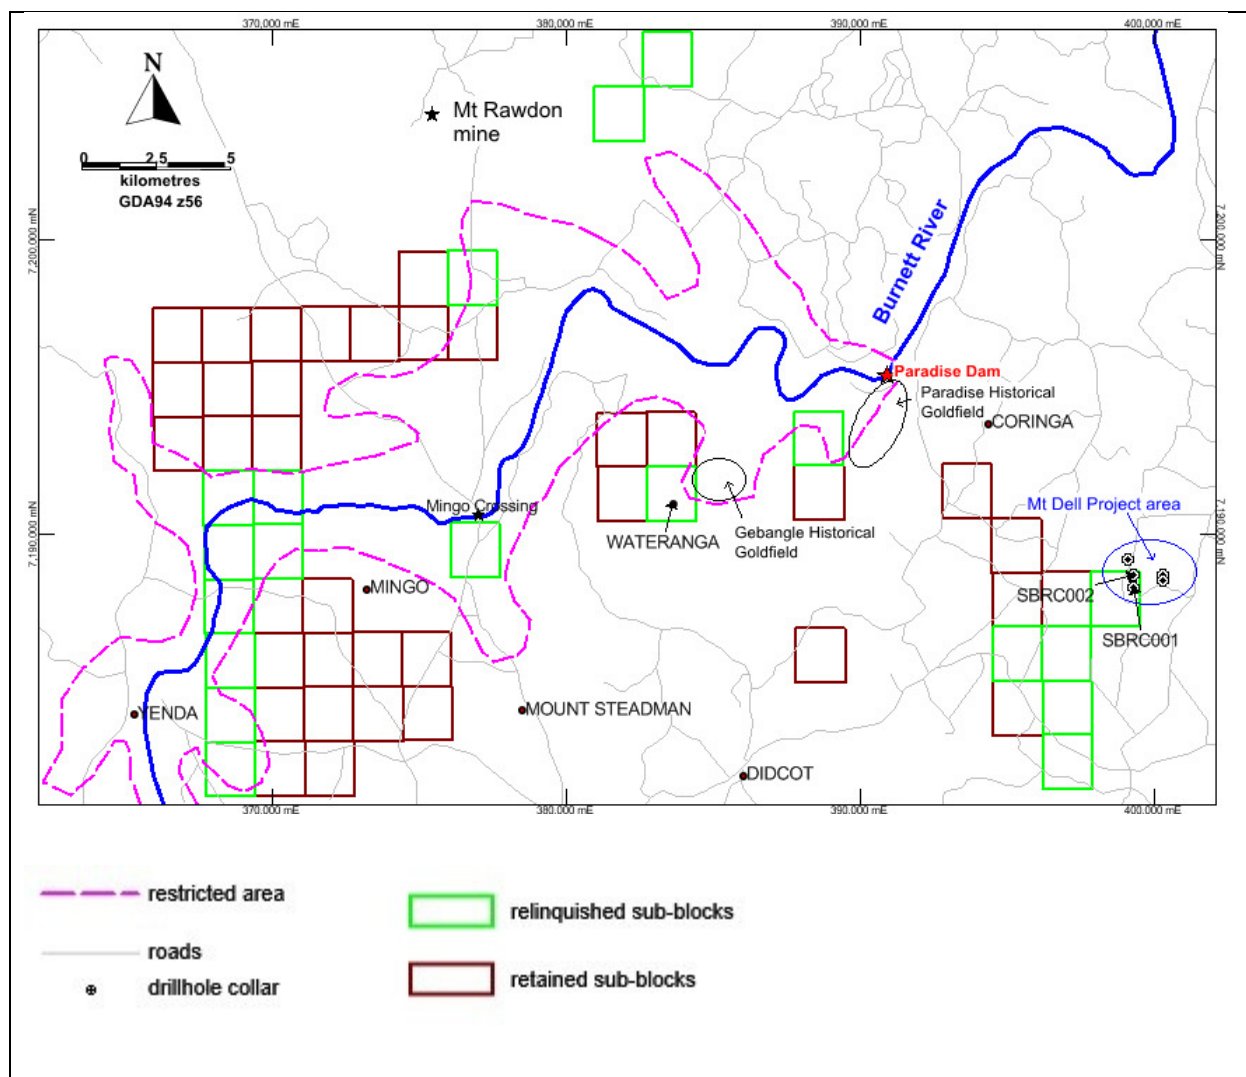 370,000 mE
380,000 mE
390,000 mE
400,000 mE
N
Mt Rawdon
mine
0 2.5 5
kilometres
GDA94 z56
7,200,000 mN
7,200,000 mN
Burnett River
Paradise Dam
Paradise Historical
Goldfield
CORINGA
Mingo Crossing
Mt Dell Project area
7,190,000 mN
7,190,000 mN
WATERANGA
Gebangle Historical
Goldfield
MINGO
SBRC002
SBRC001
YENDA
MOUNT STEADMAN
DIDCOT
370,000 mE
380,000 mE
390,000 mE
400,000 mE
restricted area
relinquished sub-blocks
roads
retained sub-blocks
drillhole collar